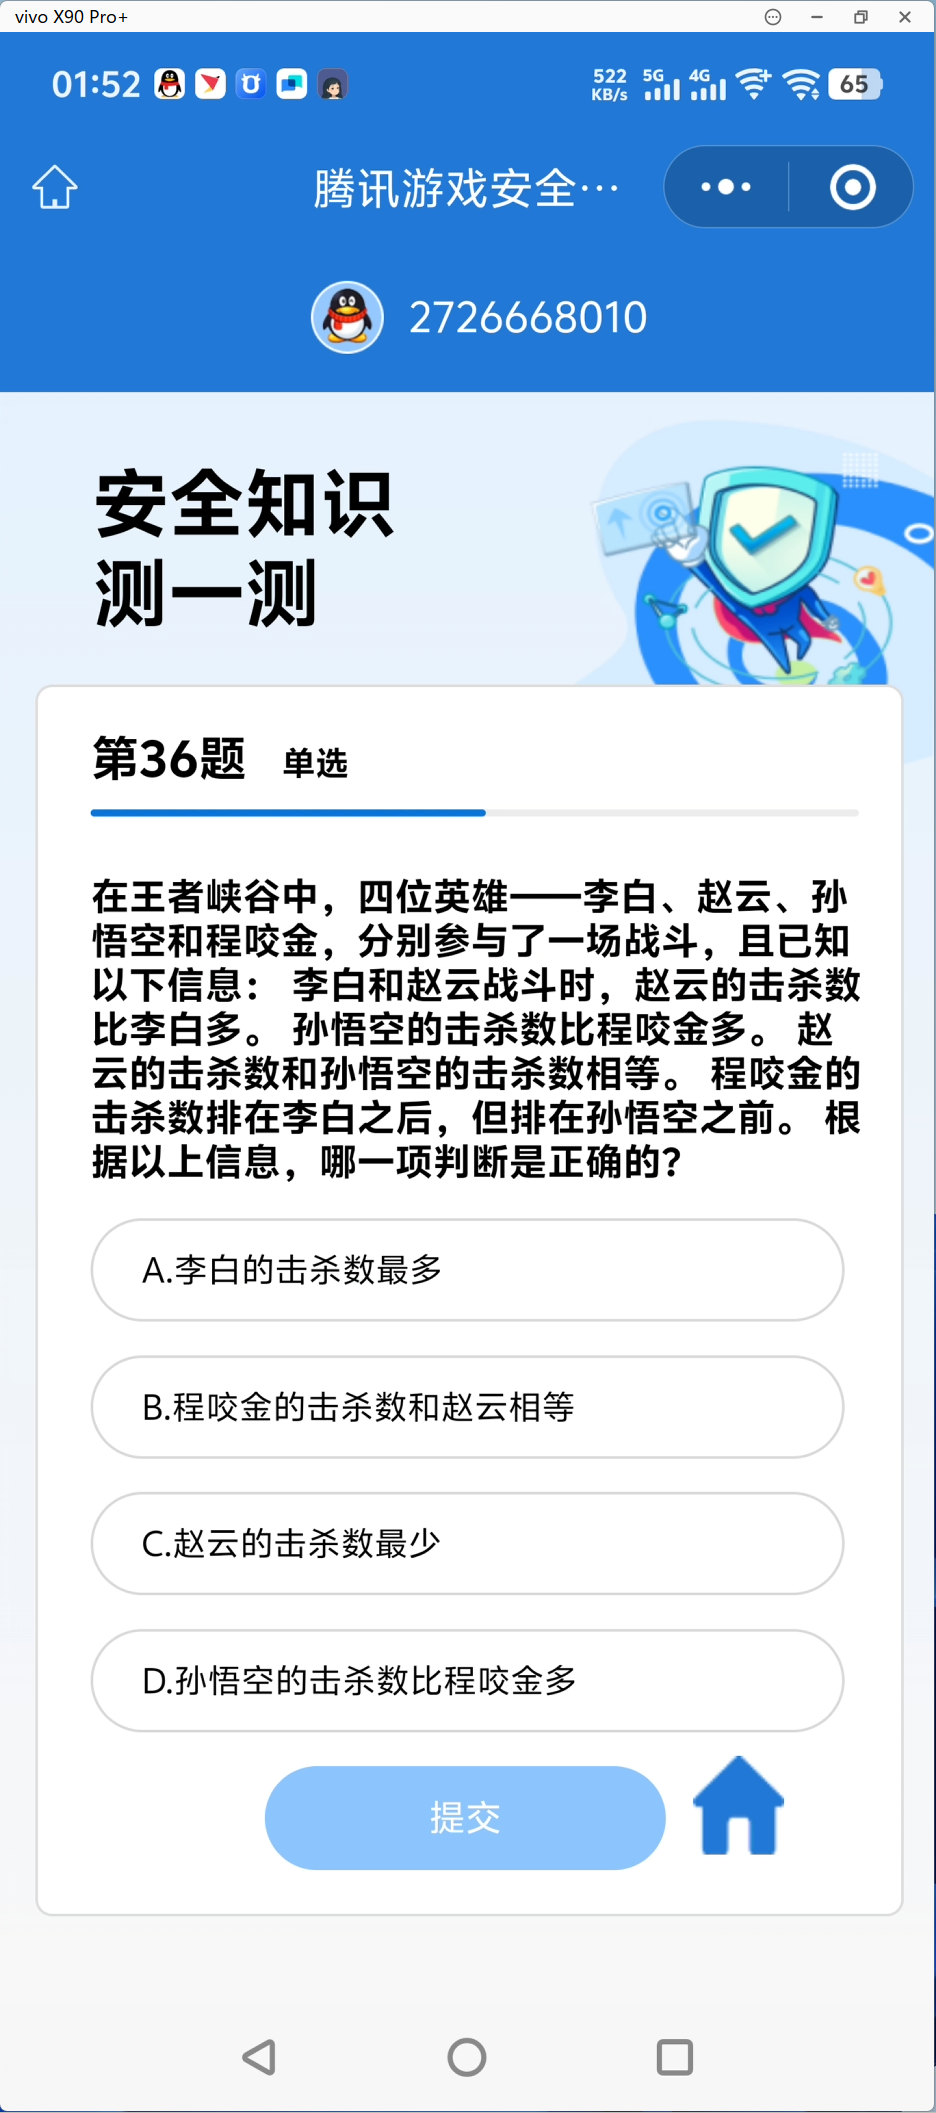 vivo X90 Pro+
01:52
522 KB/s 5G 4G 65
腾讯游戏安全···
2726668010
安全知识
测一测
第36题 单选
在王者峡谷中，四位英雄——李白、赵云、孙
悟空和程咬金，分别参与了一场战斗，且已知
以下信息： 李白和赵云战斗时，赵云的击杀数
比李白多。 孙悟空的击杀数比程咬金多。 赵
云的击杀数和孙悟空的击杀数相等。 程咬金的
击杀数排在李白之后，但排在孙悟空之前。 根
据以上信息，哪一项判断是正确的？
A.李白的击杀数最多
B.程咬金的击杀数和赵云相等
C.赵云的击杀数最少
D.孙悟空的击杀数比程咬金多
提交